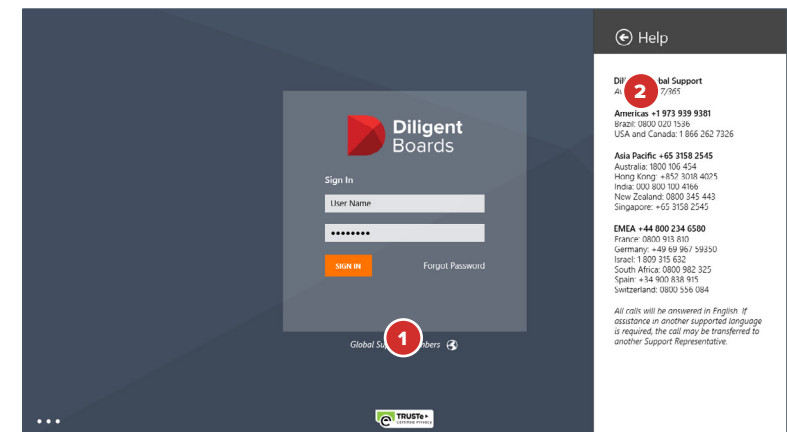 Diligent
Boards
Sign In
User Name
SIGN IN
Forgot Password
Global
1
TRUSTe
Certified Privacy
Help
Support
2
7/365
Americas +1 973 939 9381
Brazil: 0800 020 1536
USA and Canada: 1 866 262 7326
Asia Pacific +65 3158 2545
Australia: 1800 106 454
Hong Kong: +852 3018 4025
India: 000 800 100 4166
New Zealand: 0800 345 443
Singapore: +65 3158 2545
EMEA +44 800 234 6580
France: 0800 913 810
Germany: +49 69 967 59350
Israel: 1 809 315 632
South Africa: 0800 982 325
Spain: +34 900 838 915
Switzerland: 0800 556 084
All calls will be answered in English. If
assistance in another supported language
is required, the call may be transferred to
another Support Representative.